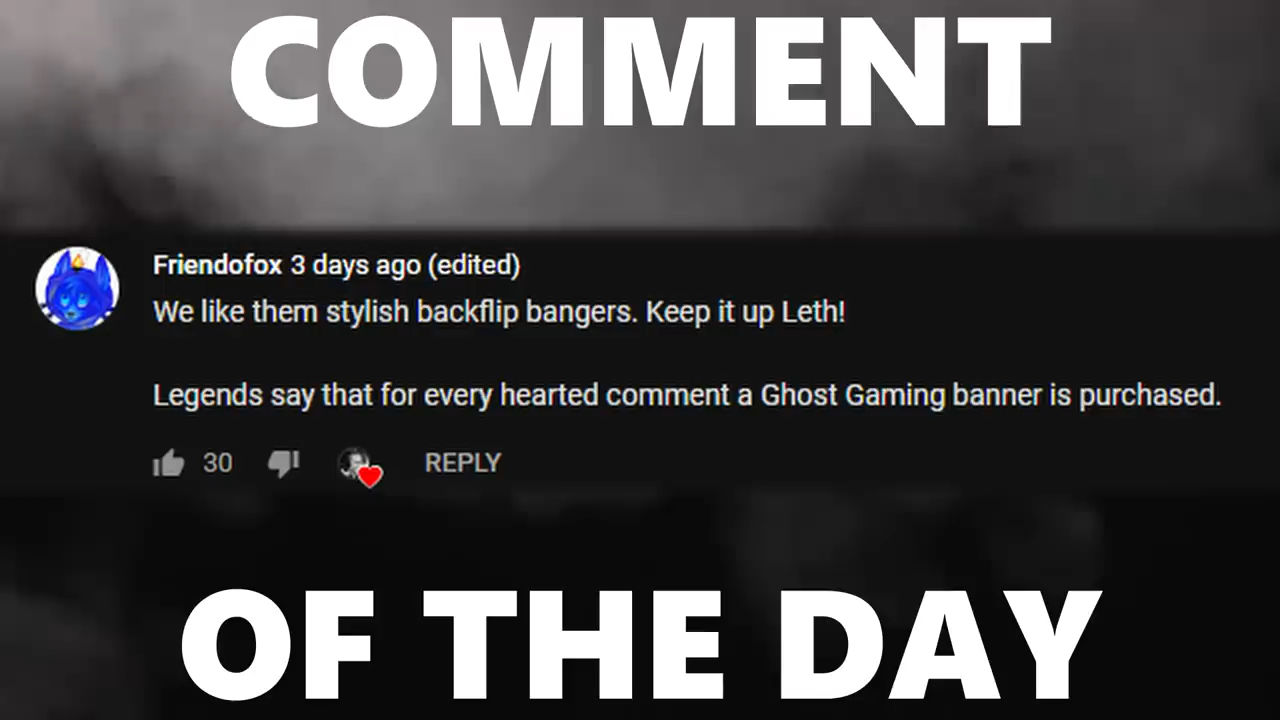 COMMENT
Friendofox 3 days ago (edited)
We like them stylish backflip bangers. Keep it up Leth!
Legends say that for every hearted comment a Ghost Gaming banner is purchased.
30 REPLY
OF THE DAY